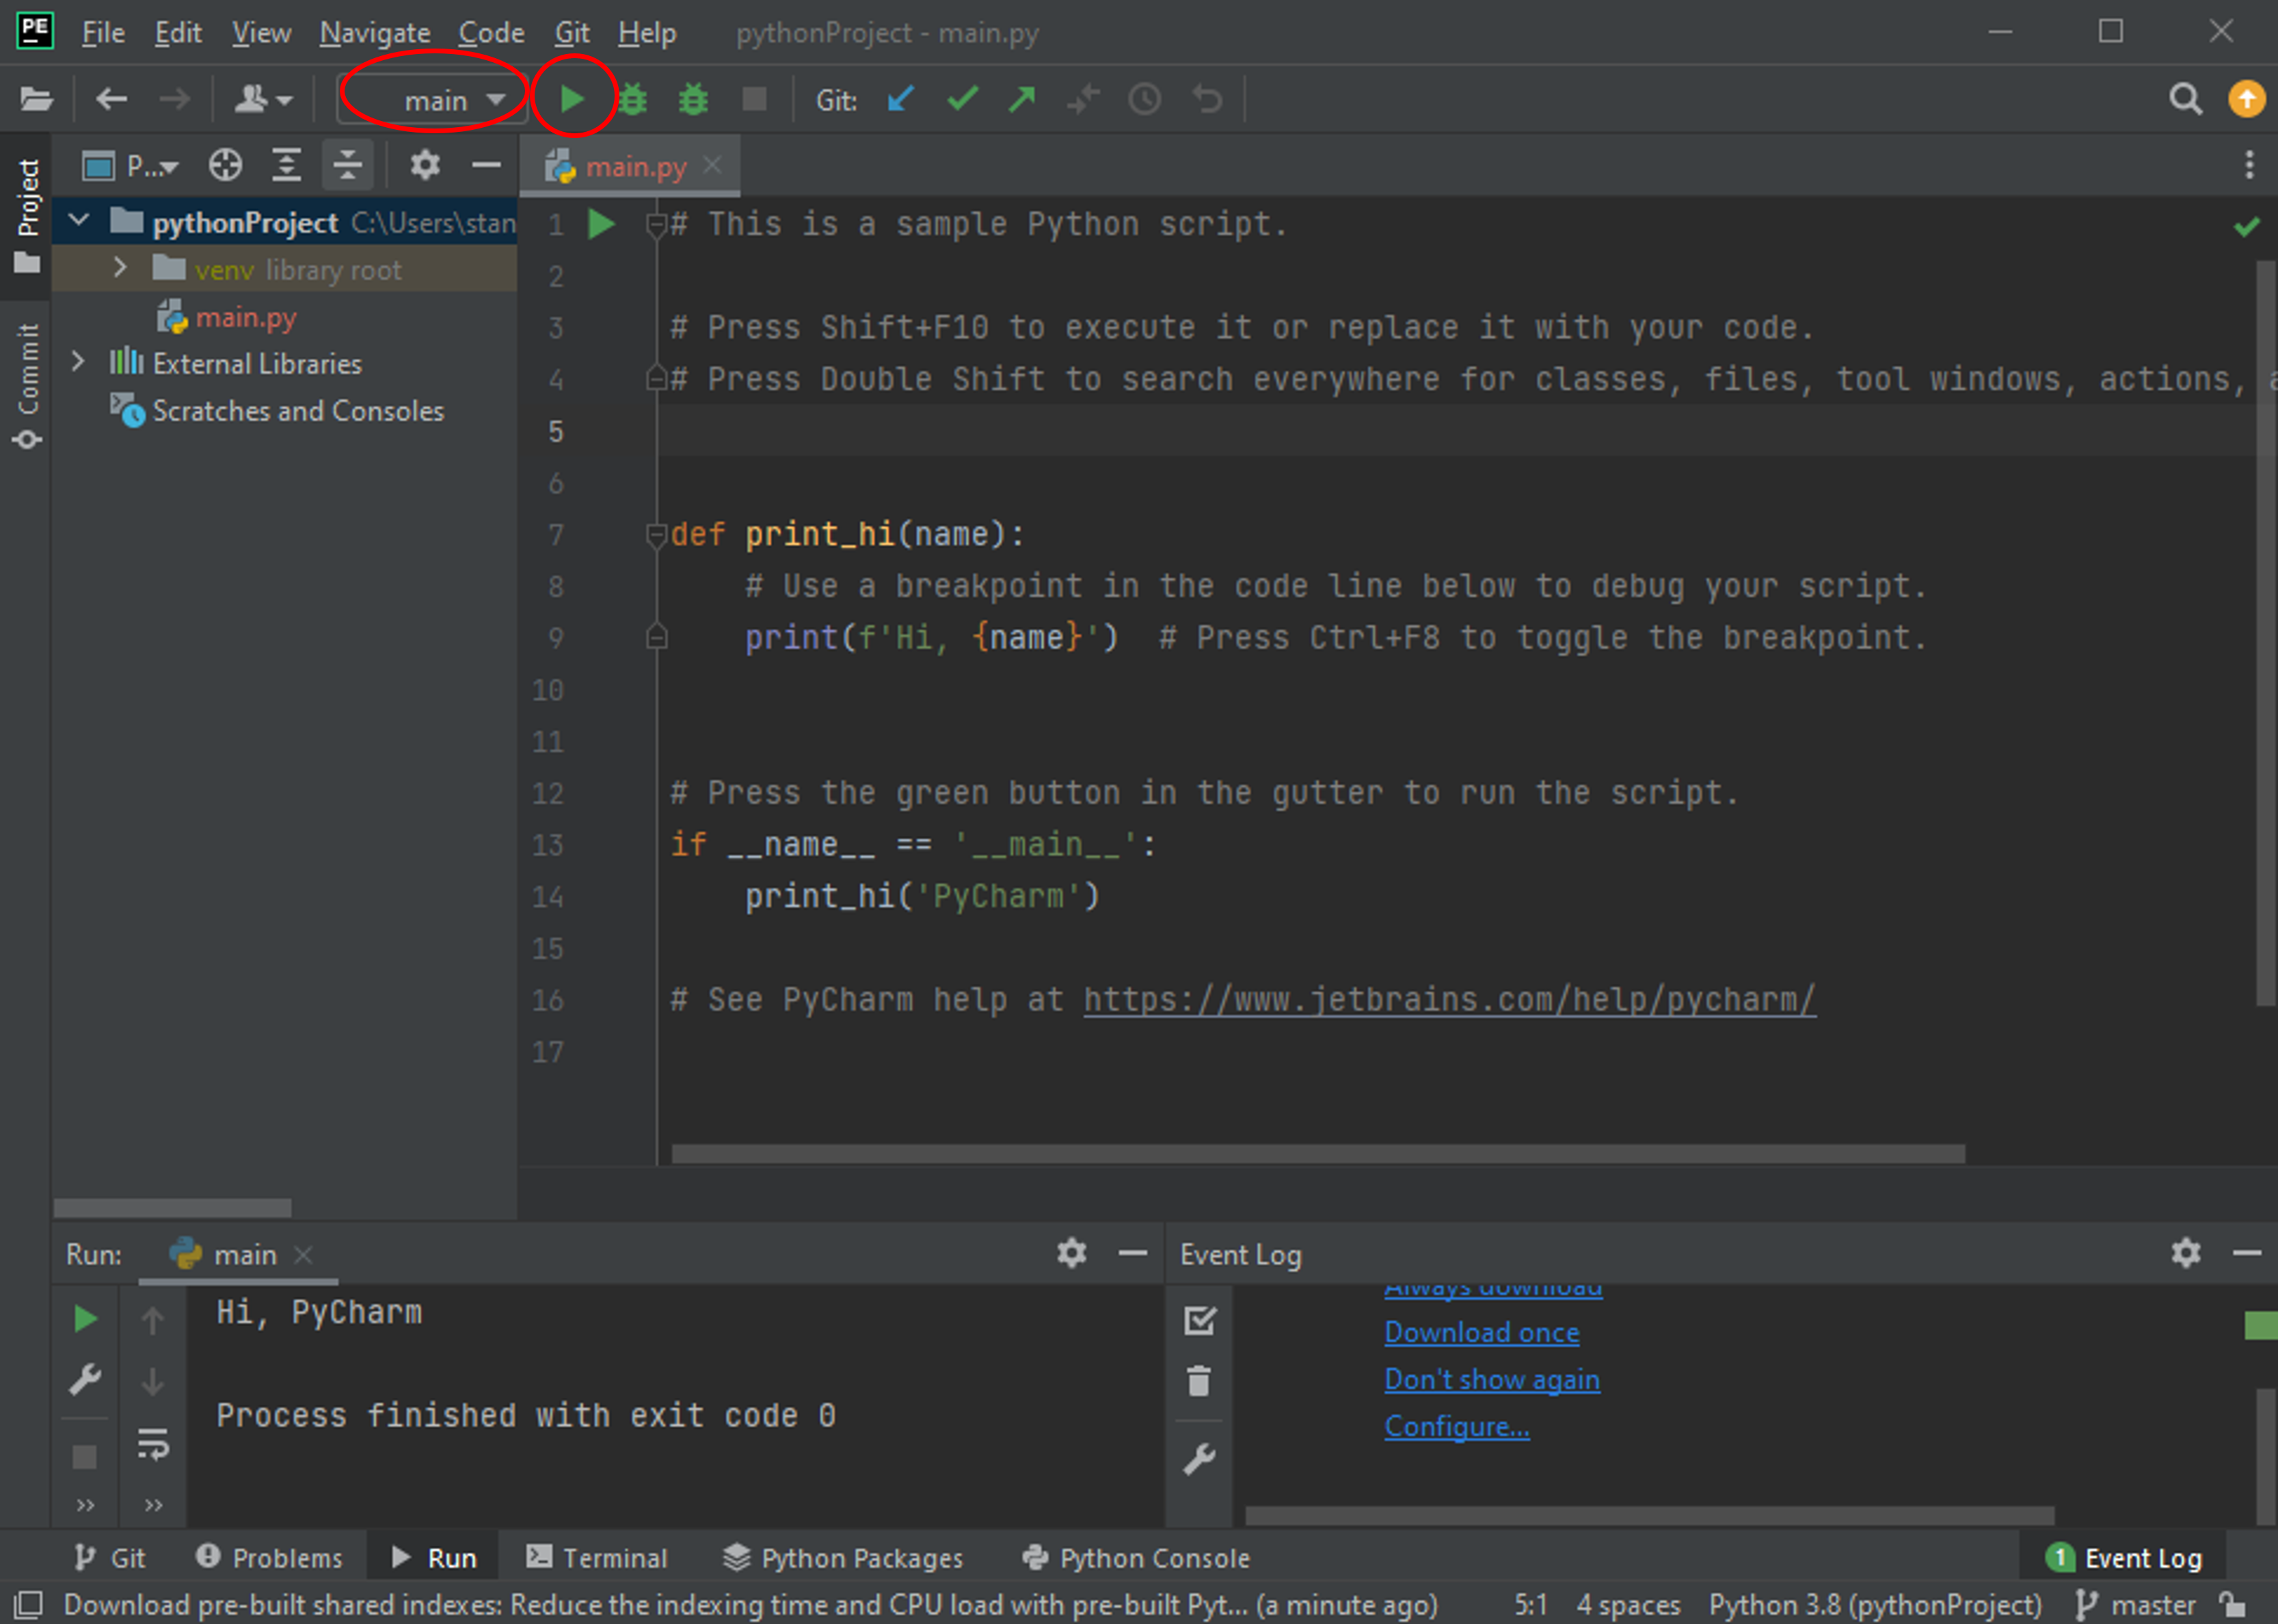 PE File Edit View Navigate Code Git Help pythonProject - main.py
main Git:
P... main.py
Project
Commit
pythonProject C:\Users\stan
venv library root
main.py
External Libraries
Scratches and Consoles
1 # This is a sample Python script.
2
3 # Press Shift+F10 to execute it or replace it with your code.
4 # Press Double Shift to search everywhere for classes, files, tool windows, actions, a
5
6
7 def print_hi(name):
8 # Use a breakpoint in the code line below to debug your script.
9 print(f'Hi, {name}') # Press Ctrl+F8 to toggle the breakpoint.
10
11
12 # Press the green button in the gutter to run the script.
13 if __name__ == '__main__':
14 print_hi('PyCharm')
15
16 # See PyCharm help at https://www.jetbrains.com/help/pycharm/
17
Run: main
Hi, PyCharm
Process finished with exit code 0
Event Log
Always download
Download once
Don't show again
Configure...
Git Problems Run Terminal Python Packages Python Console 1 Event Log
Download pre-built shared indexes: Reduce the indexing time and CPU load with pre-built Pyt... (a minute ago) 5:1 4 spaces Python 3.8 (pythonProject) master